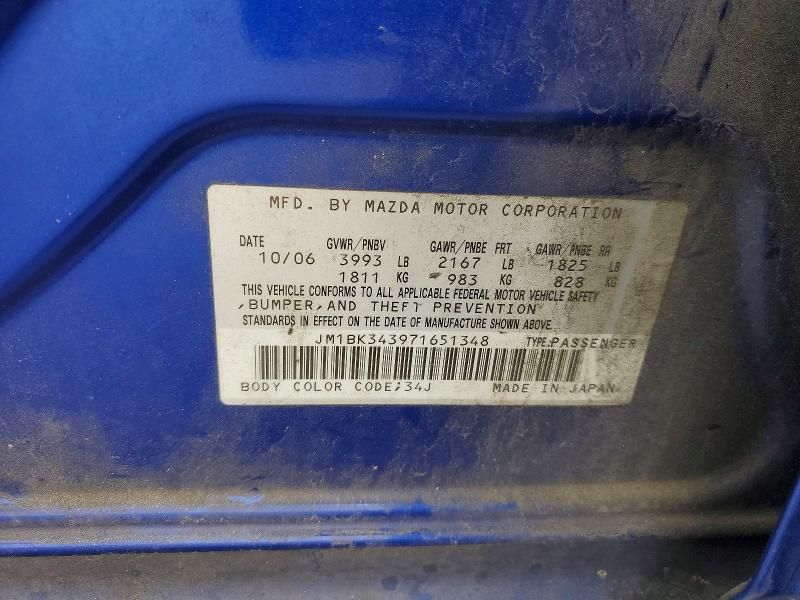 MFD. BY MAZDA MOTOR CORPORATION
DATE GVWR/PNBV GAWR/PNBE FRT GAWR/PNBE RR
10/06 3993 LB 2167 LB 1825 LB
1811 KG 983 KG 828 KG
THIS VEHICLE CONFORMS TO ALL APPLICABLE FEDERAL MOTOR VEHICLE SAFETY
,BUMPER,AND THEFT PREVENTION
STANDARDS IN EFFECT ON THE DATE OF MANUFACTURE SHOWN ABOVE.
JM1BK343971651348 TYPE:PASSENGER
BODY COLOR CODE:34J MADE IN JAPAN